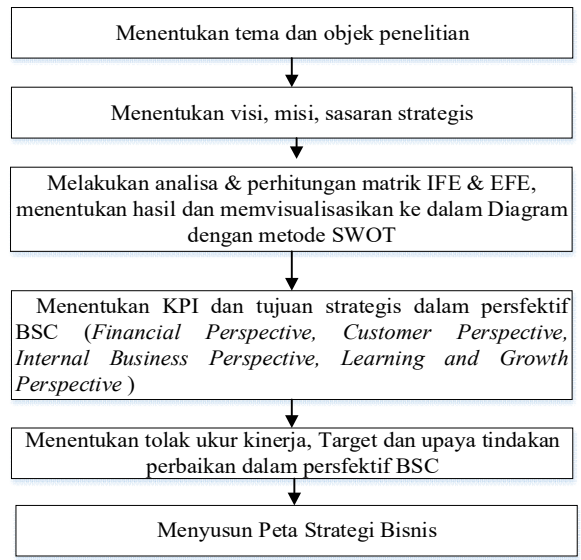 Menentukan tema dan objek penelitian
Menentukan visi, misi, sasaran strategis
Melakukan analisa & perhitungan matrik IFE & EFE,
menentukan hasil dan memvisualisasikan ke dalam Diagram
dengan metode SWOT
Menentukan KPI dan tujuan strategis dalam persfektif
BSC (Financial Perspective, Customer Perspective,
Internal Business Perspective, Learning and Growth
Perspective )
Menentukan tolak ukur kinerja, Target dan upaya tindakan
perbaikan dalam persfektif BSC
Menyusun Peta Strategi Bisnis